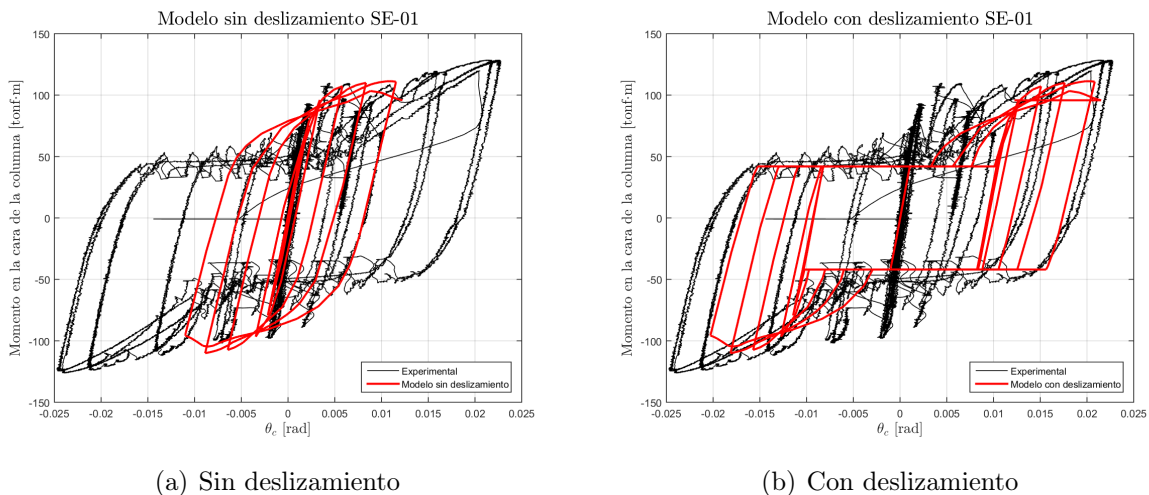 Modelo sin deslizamiento SE-01
150
100
50
0
-50
-100
-150
Momento en la cara de la columna [tonf·m]
Experimental
Modelo sin deslizamiento
-0.025 -0.02 -0.015 -0.01 -0.005 0 0.005 0.01 0.015 0.02 0.025
θc [rad]
(a) Sin deslizamiento
Modelo con deslizamiento SE-01
150
100
50
0
-50
-100
-150
Momento en la cara de la columna [tonf·m]
Experimental
Modelo con deslizamiento
-0.025 -0.02 -0.015 -0.01 -0.005 0 0.005 0.01 0.015 0.02 0.025
θc [rad]
(b) Con deslizamiento